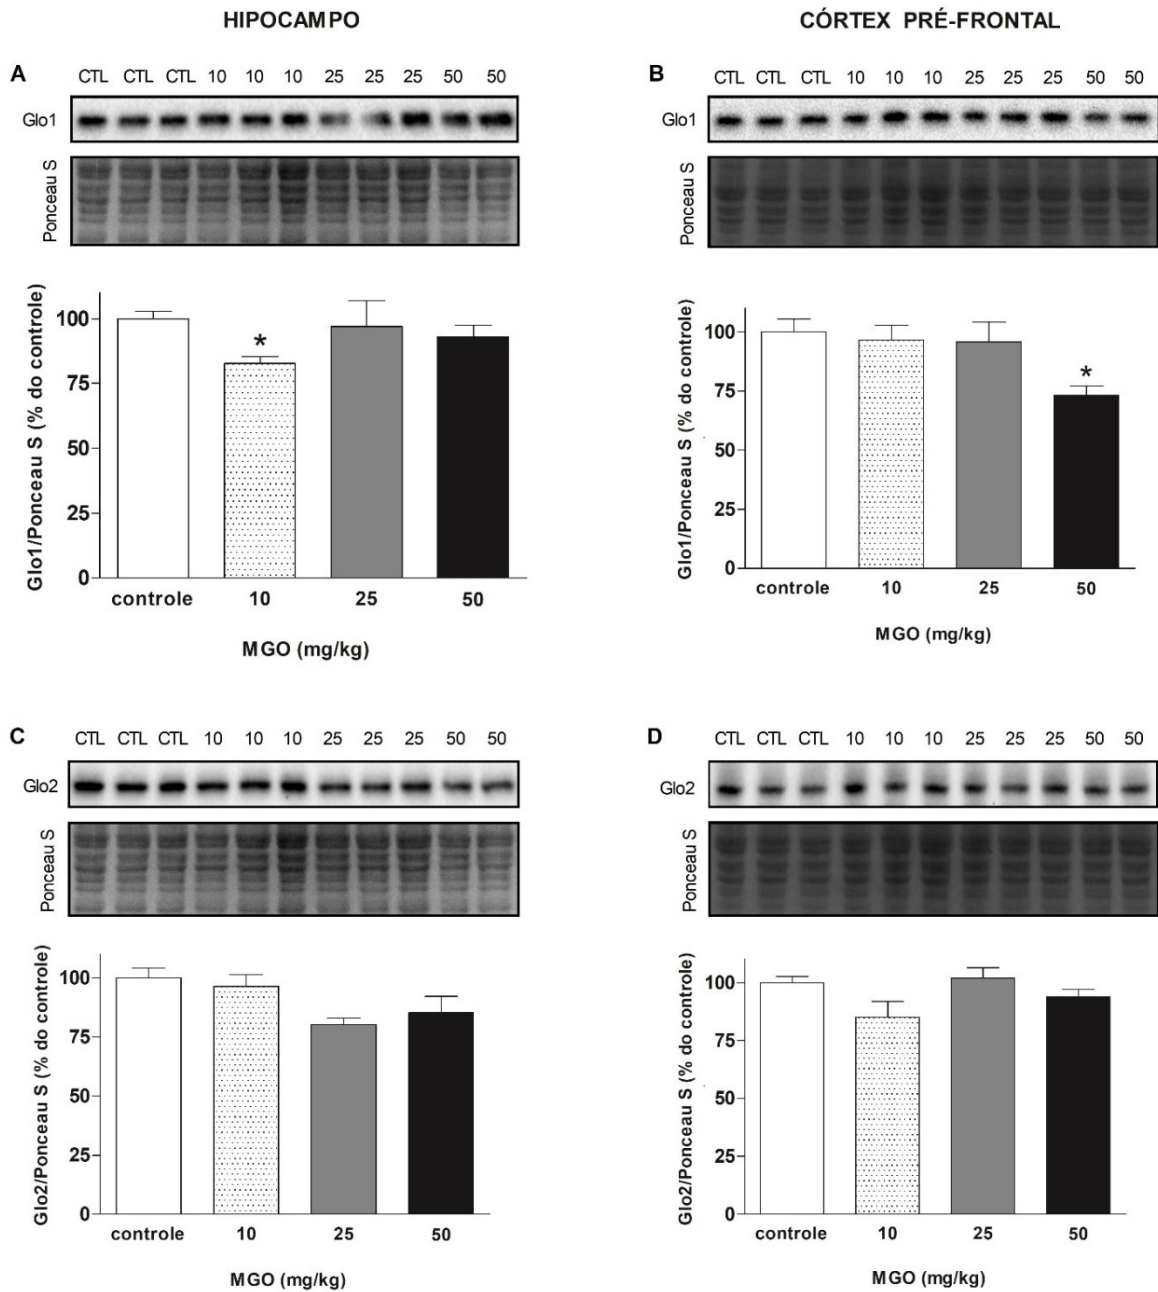 HIPOCAMPO
CÓRTEX PRÉ-FRONTAL
A
CTL CTL CTL 10 10 10 25 25 25 50 50
Glo1
Ponceau S
Glo1/Ponceau S (% do controle)
100
75
50
25
0
*
controle 10 25 50
MGO (mg/kg)
B
CTL CTL CTL 10 10 10 25 25 25 50 50
Glo1
Ponceau S
Glo1/Ponceau S (% do controle)
100
75
50
25
0
*
controle 10 25 50
MGO (mg/kg)
C
CTL CTL CTL 10 10 10 25 25 25 50 50
Glo2
Ponceau S
Glo2/Ponceau S (% do controle)
100
75
50
25
0
controle 10 25 50
MGO (mg/kg)
D
CTL CTL CTL 10 10 10 25 25 25 50 50
Glo2
Ponceau S
Glo2/Ponceau S (% do controle)
100
75
50
25
0
controle 10 25 50
MGO (mg/kg)